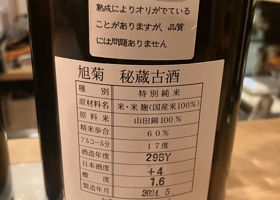 熟成によりオリがでている
ことがありますが、品質
には問題ありません
旭菊 秘蔵古酒
種別 特別純米
原材料名 米・米麹(国産米100%)
原料米 山田錦100%
精米歩合 60%
アルコール分 17度
酒造年度 29BY
日本酒度 +4
酸度 1.6
製造年月 2024.5